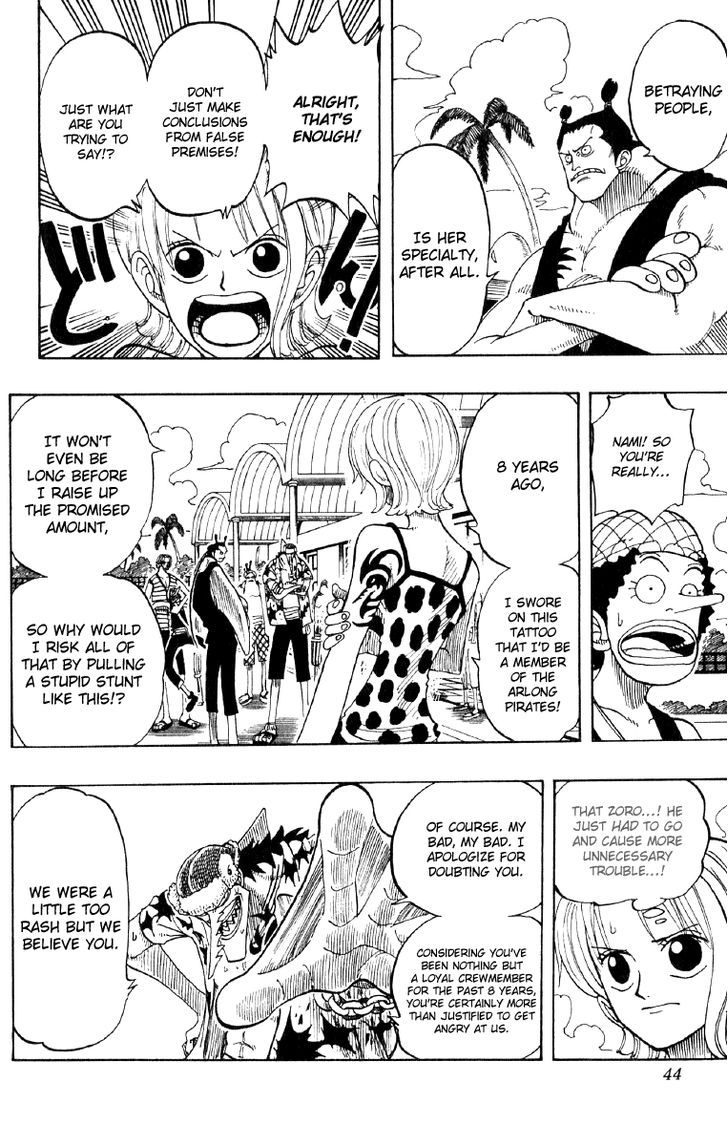 BETRAYING
PEOPLE,
IS HER
SPECIALTY,
AFTER ALL.
ALRIGHT,
THAT'S
ENOUGH!
DON'T
JUST MAKE
CONCLUSIONS
FROM FALSE
PREMISES!
JUST WHAT
ARE YOU
TRYING TO
SAY!?
ど
ん!
NAMI! SO
YOU'RE
REALLY...
8 YEARS
AGO,
I SWORE
ON THIS
TATTOO
THAT I'D BE
A MEMBER
OF THE
ARLONG
PIRATES!
IT WON'T
EVEN BE
LONG BEFORE
I RAISE UP
THE PROMISED
AMOUNT,
SO WHY WOULD
I RISK ALL OF
THAT BY PULLING
A STUPID STUNT
LIKE THIS!?
THAT ZORO...! HE
JUST HAD TO GO
AND CAUSE MORE
UNNECESSARY
TROUBLE...!
OF COURSE. MY
BAD, MY BAD. I
APOLOGIZE FOR
DOUBTING YOU.
CONSIDERING YOU'VE
BEEN NOTHING BUT
A LOYAL CREWMEMBER
FOR THE PAST 8 YEARS,
YOU'RE CERTAINLY MORE
THAN JUSTIFIED TO GET
ANGRY AT US.
WE WERE A
LITTLE TOO
RASH BUT WE
BELIEVE YOU.
44